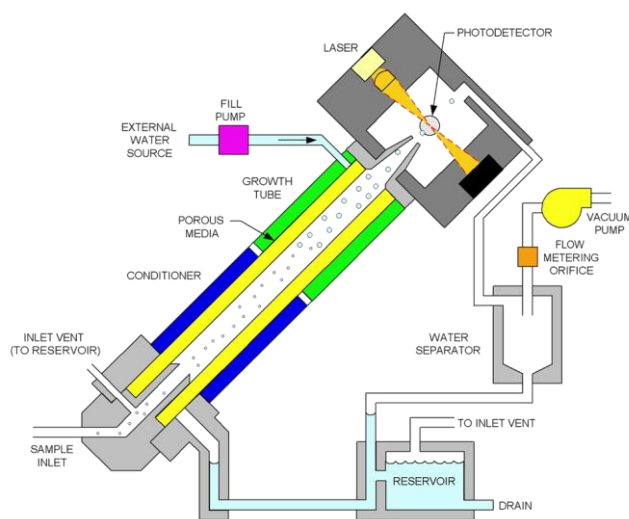 PHOTODETECTOR
LASER
FILL
PUMP
EXTERNAL
WATER
SOURCE
GROWTH
TUBE
POROUS
MEDIA
VACUUM
PUMP
FLOW
METERING
ORIFICE
CONDITIONER
WATER
SEPARATOR
INLET VENT
(TO RESERVOIR)
TO INLET VENT
SAMPLE
INLET
RESERVOIR
DRAIN